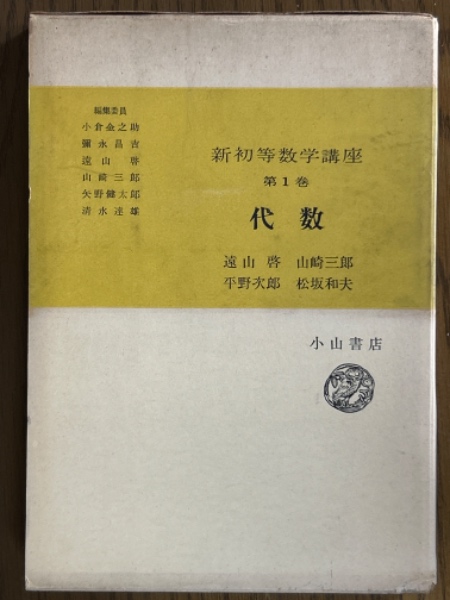 編集委員
小倉金之助
彌永昌吉
遠山 啓
山崎三郎
矢野健太郎
清水達雄
新初等数学講座
第1巻
代数
遠山 啓 山崎三郎
平野次郎 松坂和夫
小山書店